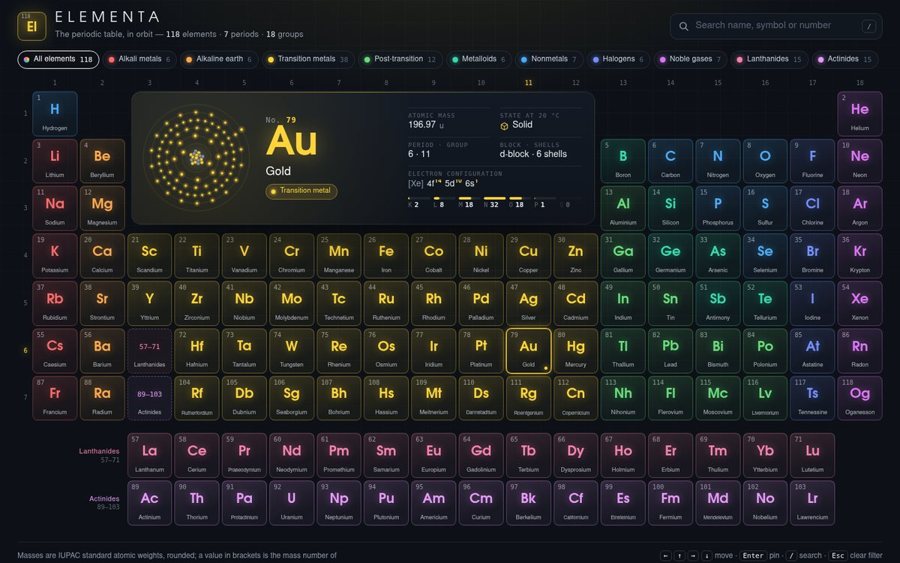 118
El
ELEMENTA
The periodic table, in orbit — 118 elements · 7 periods · 18 groups
Search name, symbol or number /
All elements 118 Alkali metals 6 Alkaline earth 6 Transition metals 38 Post-transition 12 Metalloids 6 Nonmetals 7 Halogens 6 Noble gases 7 Lanthanides 15 Actinides 15
1 2 3 4 5 6 7 8 9 10 11 12 13 14 15 16 17 18
1
1 H Hydrogen
2 He Helium
No. 79
Au
Gold
Transition metal
ATOMIC MASS
196.97 u
STATE AT 20 °C
Solid
PERIOD · GROUP
6 · 11
BLOCK · SHELLS
d-block · 6 shells
ELECTRON CONFIGURATION
[Xe] 4f¹⁴ 5d¹⁰ 6s¹
K 2 L 8 M 18 N 32 O 18 P 1 Q 0
2
3 Li Lithium
4 Be Beryllium
5 B Boron
6 C Carbon
7 N Nitrogen
8 O Oxygen
9 F Fluorine
10 Ne Neon
3
11 Na Sodium
12 Mg Magnesium
13 Al Aluminium
14 Si Silicon
15 P Phosphorus
16 S Sulfur
17 Cl Chlorine
18 Ar Argon
4
19 K Potassium
20 Ca Calcium
21 Sc Scandium
22 Ti Titanium
23 V Vanadium
24 Cr Chromium
25 Mn Manganese
26 Fe Iron
27 Co Cobalt
28 Ni Nickel
29 Cu Copper
30 Zn Zinc
31 Ga Gallium
32 Ge Germanium
33 As Arsenic
34 Se Selenium
35 Br Bromine
36 Kr Krypton
5
37 Rb Rubidium
38 Sr Strontium
39 Y Yttrium
40 Zr Zirconium
41 Nb Niobium
42 Mo Molybdenum
43 Tc Technetium
44 Ru Ruthenium
45 Rh Rhodium
46 Pd Palladium
47 Ag Silver
48 Cd Cadmium
49 In Indium
50 Sn Tin
51 Sb Antimony
52 Te Tellurium
53 I Iodine
54 Xe Xenon
6
55 Cs Caesium
56 Ba Barium
57–71 Lanthanides
72 Hf Hafnium
73 Ta Tantalum
74 W Tungsten
75 Re Rhenium
76 Os Osmium
77 Ir Iridium
78 Pt Platinum
79 Au Gold
80 Hg Mercury
81 Tl Thallium
82 Pb Lead
83 Bi Bismuth
84 Po Polonium
85 At Astatine
86 Rn Radon
7
87 Fr Francium
88 Ra Radium
89–103 Actinides
104 Rf Rutherfordium
105 Db Dubnium
106 Sg Seaborgium
107 Bh Bohrium
108 Hs Hassium
109 Mt Meitnerium
110 Ds Darmstadtium
111 Rg Roentgenium
112 Cn Copernicium
113 Nh Nihonium
114 Fl Flerovium
115 Mc Moscovium
116 Lv Livermorium
117 Ts Tennessine
118 Og Oganesson
Lanthanides
57–71
57 La Lanthanum
58 Ce Cerium
59 Pr Praseodymium
60 Nd Neodymium
61 Pm Promethium
62 Sm Samarium
63 Eu Europium
64 Gd Gadolinium
65 Tb Terbium
66 Dy Dysprosium
67 Ho Holmium
68 Er Erbium
69 Tm Thulium
70 Yb Ytterbium
71 Lu Lutetium
Actinides
89–103
89 Ac Actinium
90 Th Thorium
91 Pa Protactinium
92 U Uranium
93 Np Neptunium
94 Pu Plutonium
95 Am Americium
96 Cm Curium
97 Bk Berkelium
98 Cf Californium
99 Es Einsteinium
100 Fm Fermium
101 Md Mendelevium
102 No Nobelium
103 Lr Lawrencium
Masses are IUPAC standard atomic weights, rounded; a value in brackets is the mass number of
← ↑ → ↓ move · Enter pin · / search · Esc clear filter